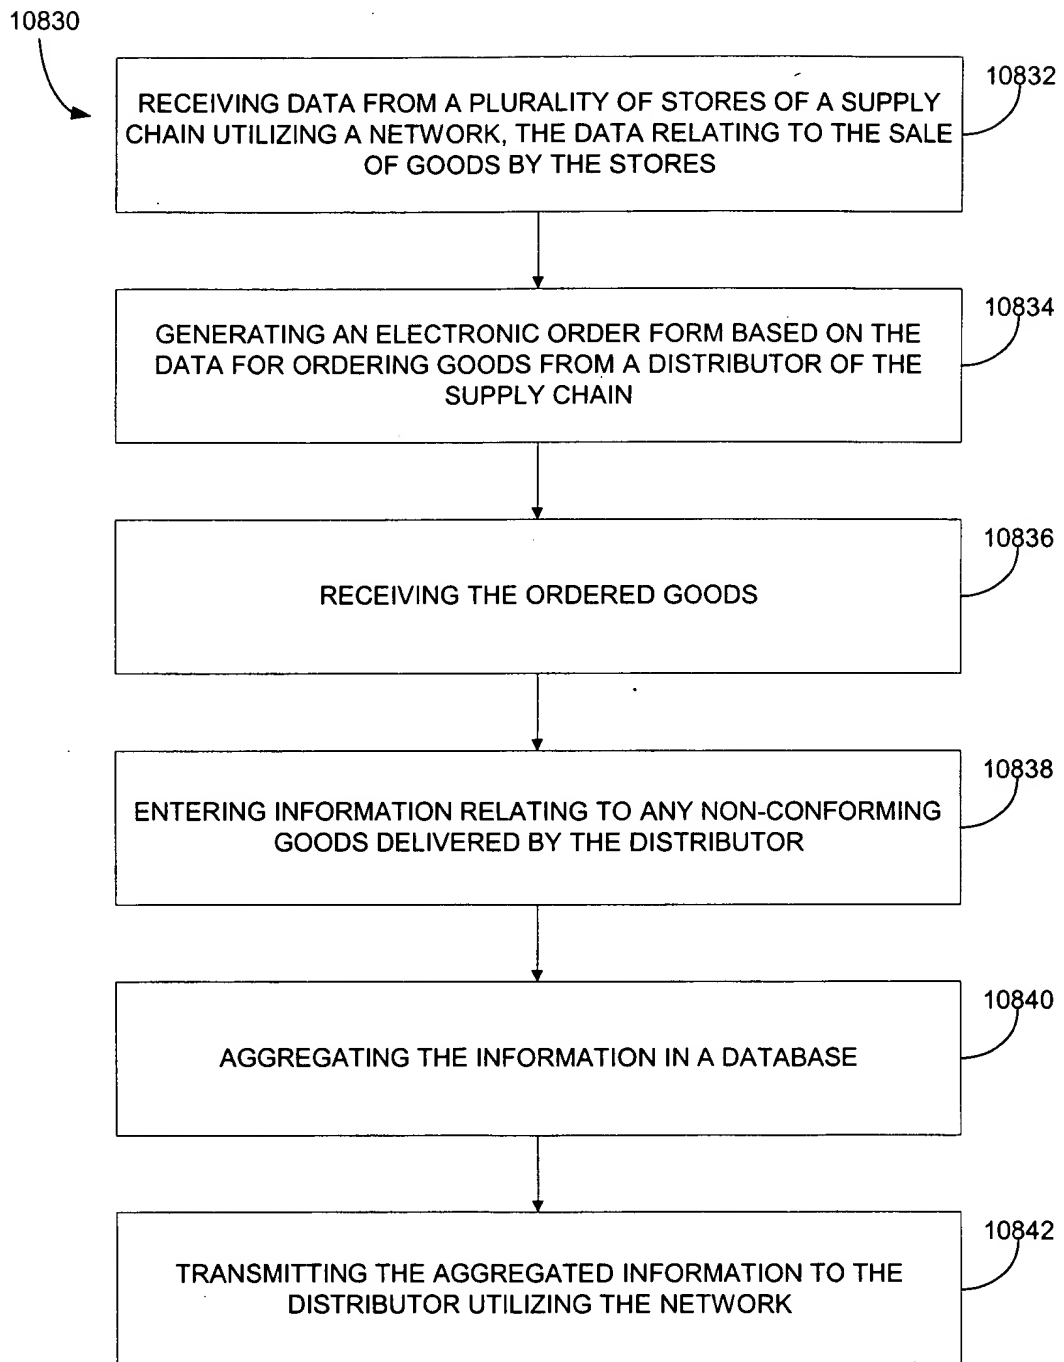 10830
10832
RECEIVING DATA FROM A PLURALITY OF STORES OF A SUPPLY
CHAIN UTILIZING A NETWORK, THE DATA RELATING TO THE SALE
OF GOODS BY THE STORES
10834
GENERATING AN ELECTRONIC ORDER FORM BASED ON THE
DATA FOR ORDERING GOODS FROM A DISTRIBUTOR OF THE
SUPPLY CHAIN
10836
RECEIVING THE ORDERED GOODS
10838
ENTERING INFORMATION RELATING TO ANY NON-CONFORMING
GOODS DELIVERED BY THE DISTRIBUTOR
10840
AGGREGATING THE INFORMATION IN A DATABASE
10842
TRANSMITTING THE AGGREGATED INFORMATION TO THE
DISTRIBUTOR UTILIZING THE NETWORK